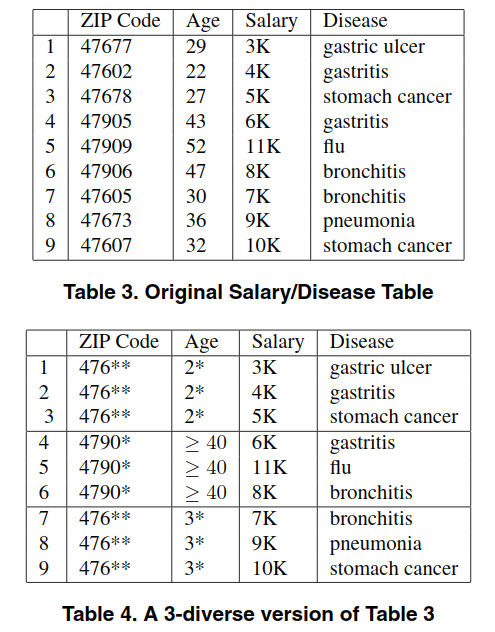 ZIP Code Age Salary Disease
1 47677 29 3K gastric ulcer
2 47602 22 4K gastritis
3 47678 27 5K stomach cancer
4 47905 43 6K gastritis
5 47909 52 11K flu
6 47906 47 8K bronchitis
7 47605 30 7K bronchitis
8 47673 36 9K pneumonia
9 47607 32 10K stomach cancer
Table 3. Original Salary/Disease Table
ZIP Code Age Salary Disease
1 476** 2* 3K gastric ulcer
2 476** 2* 4K gastritis
3 476** 2* 5K stomach cancer
4 4790* ≥ 40 6K gastritis
5 4790* ≥ 40 11K flu
6 4790* ≥ 40 8K bronchitis
7 476** 3* 7K bronchitis
8 476** 3* 9K pneumonia
9 476** 3* 10K stomach cancer
Table 4. A 3-diverse version of Table 3